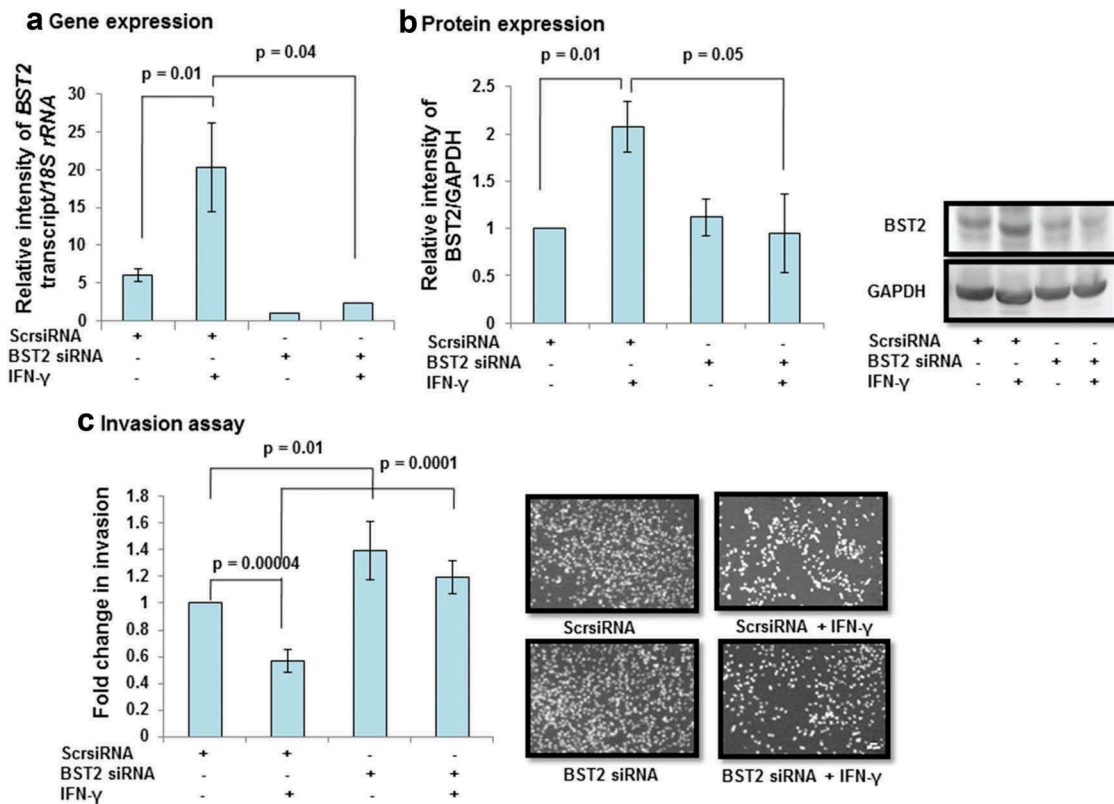 a Gene expression
p = 0.04
p = 0.01
Relative intensity of BST2
transcript/18S rRNA
30
25
20
15
10
5
0
ScrsiRNA + + - -
BST2 siRNA - - + +
IFN-γ - + - +
b Protein expression
p = 0.01
p = 0.05
Relative intensity of
BST2/GAPDH
2.5
2
1.5
1
0.5
0
ScrsiRNA + + - -
BST2 siRNA - - + +
IFN-γ - + - +
BST2
GAPDH
ScrsiRNA + + - -
BST2 siRNA - - + +
IFN-γ - + - +
c Invasion assay
p = 0.01
p = 0.0001
p = 0.00004
Fold change in invasion
1.8
1.6
1.4
1.2
1
0.8
0.6
0.4
0.2
0
ScrsiRNA + + - -
BST2 siRNA - - + +
IFN-γ - + - +
ScrsiRNA
ScrsiRNA + IFN-γ
BST2 siRNA
BST2 siRNA + IFN-γ